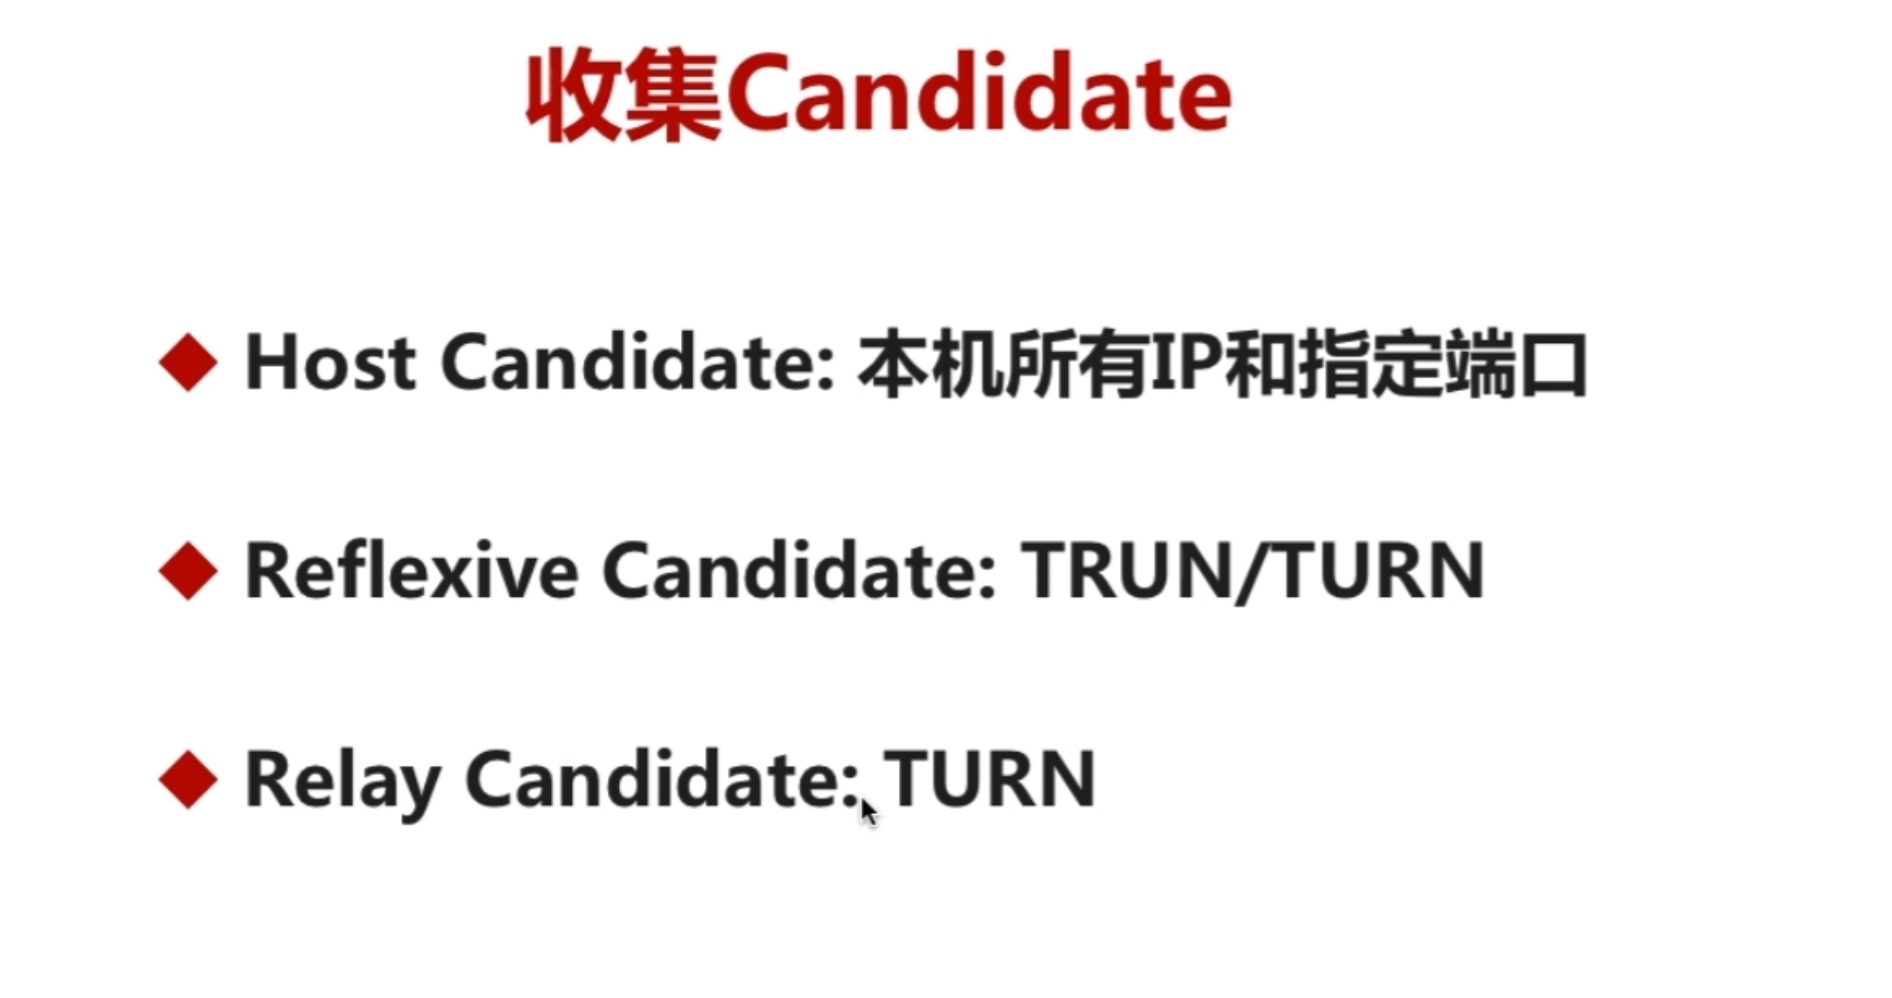 收集Candidate
Host Candidate: 本机所有IP和指定端口
Reflexive Candidate: TRUN/TURN
Relay Candidate: TURN